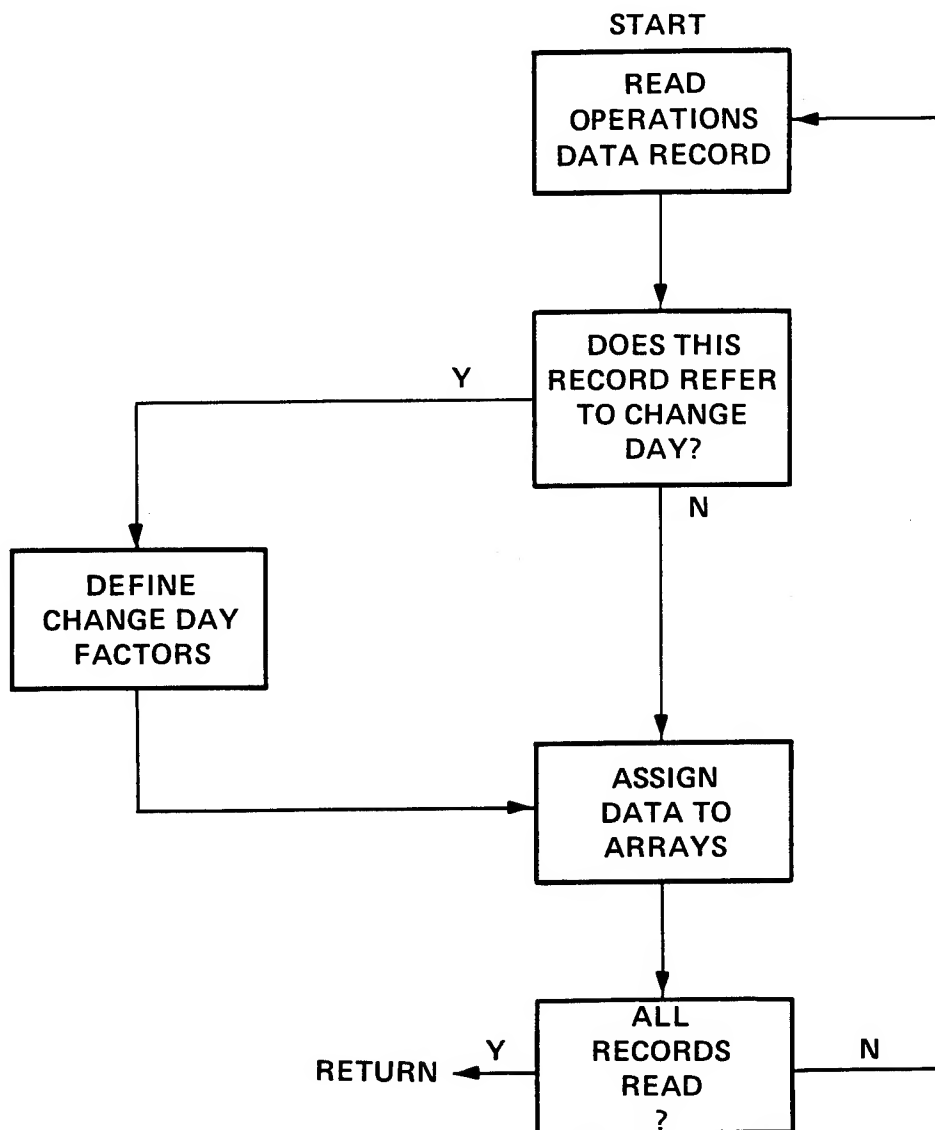 START
READ
OPERATIONS
DATA RECORD
DOES THIS
RECORD REFER
TO CHANGE
DAY?
Y
N
DEFINE
CHANGE DAY
FACTORS
ASSIGN
DATA TO
ARRAYS
ALL
RECORDS
READ
?
Y
N
RETURN